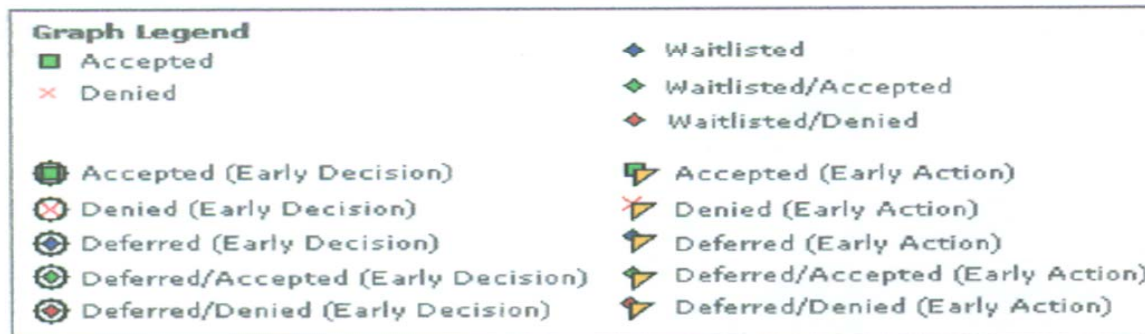 Graph Legend
Accepted
Denied
Waitlisted
Waitlisted/Accepted
Waitlisted/Denied
Accepted (Early Decision)
Denied (Early Decision)
Deferred (Early Decision)
Deferred/Accepted (Early Decision)
Deferred/Denied (Early Decision)
Accepted (Early Action)
Denied (Early Action)
Deferred (Early Action)
Deferred/Accepted (Early Action)
Deferred/Denied (Early Action)